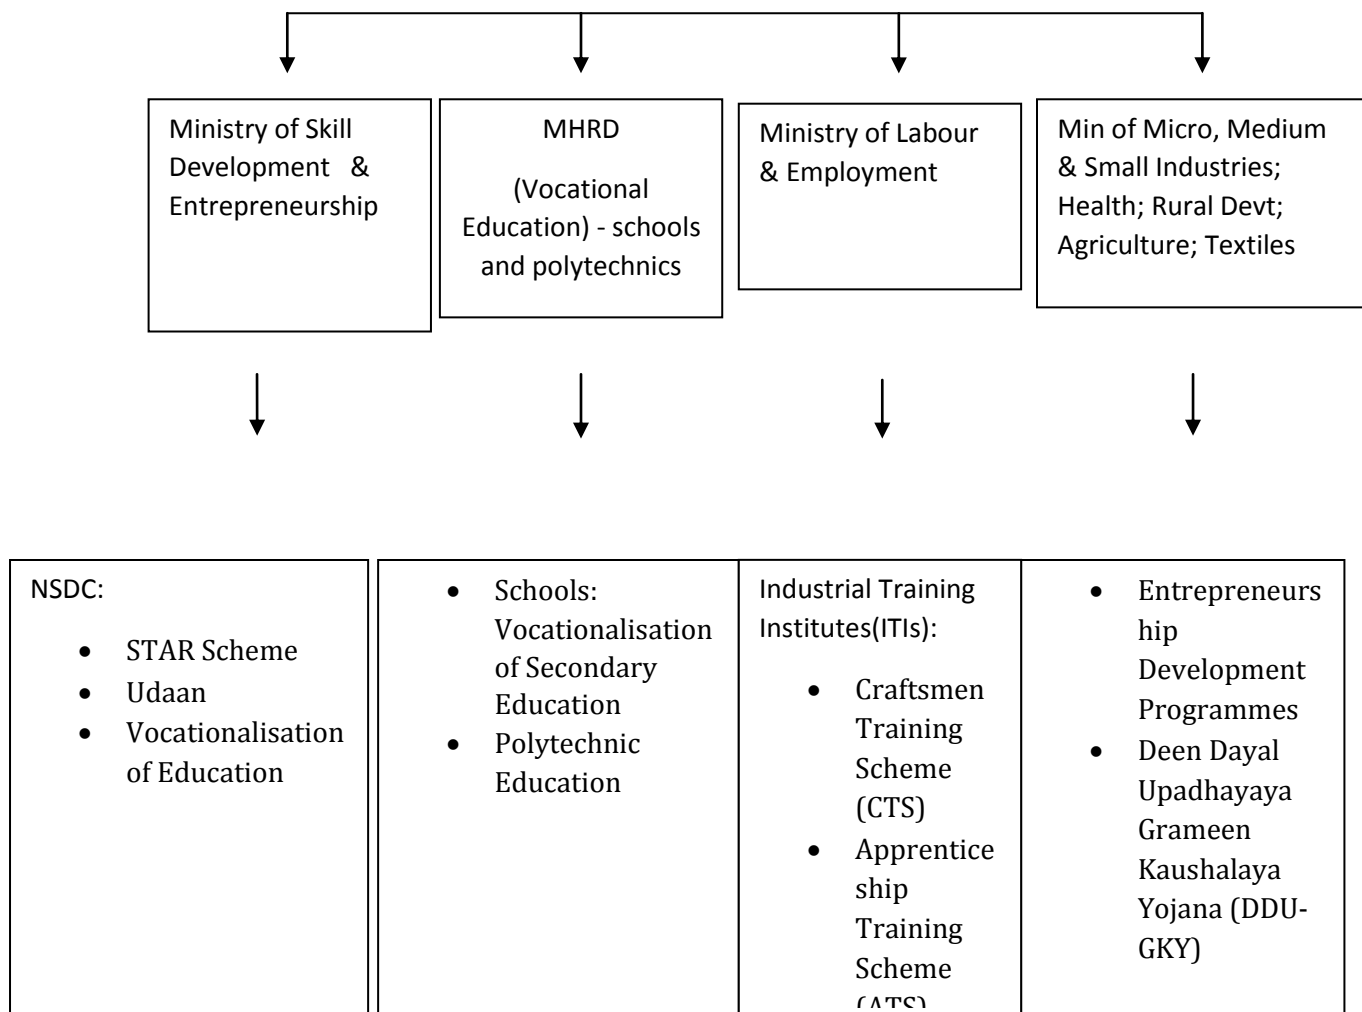 Ministry of Skill
Development &
Entrepreneurship
MHRD
(Vocational
Education) - schools
and polytechnics
Ministry of Labour
& Employment
Min of Micro, Medium
& Small Industries;
Health; Rural Devt;
Agriculture; Textiles
NSDC:
• STAR Scheme
• Udaan
• Vocationalisation
of Education
• Schools:
Vocationalisation
of Secondary
Education
• Polytechnic
Education
Industrial Training
Institutes(ITIs):
• Craftsmen
Training
Scheme
(CTS)
• Apprentice
ship
Training
Scheme
(ATS)
• Entrepreneurs
hip
Development
Programmes
• Deen Dayal
Upadhayaya
Grameen
Kaushalaya
Yojana (DDU-
GKY)